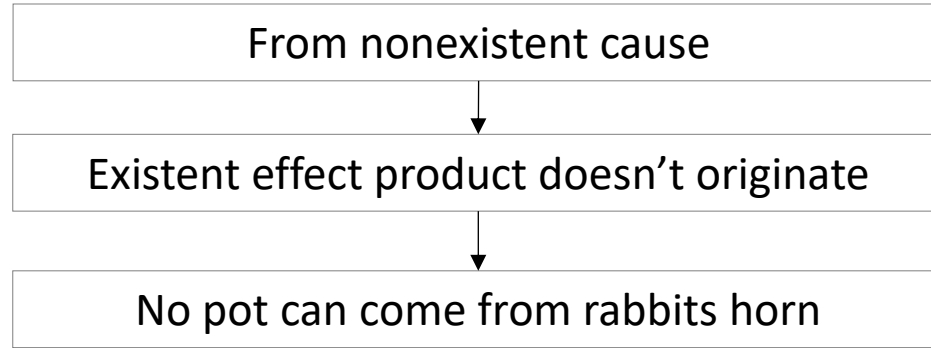 From nonexistent cause
Existent effect product doesn’t originate
No pot can come from rabbits horn